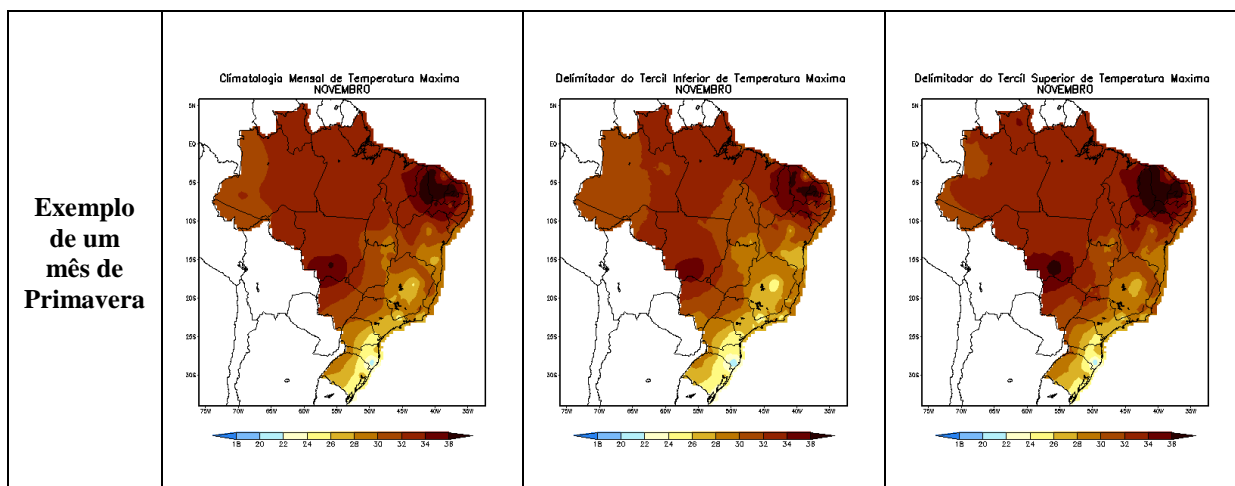 Exemplo
de um
mês de
Primavera
Climatologia Mensal de Temperatura Maxima
NOVEMBRO
5N
EQ
5S
10S
15S
20S
25S
30S
75W 70W 65W 60W 55W 50W 45W 40W 35W
18 20 22 24 26 28 30 32 34 36
Delimitador do Tercil Inferior de Temperatura Maxima
NOVEMBRO
5N
EQ
5S
10S
15S
20S
25S
30S
75W 70W 65W 60W 55W 50W 45W 40W 35W
18 20 22 24 26 28 30 32 34 36
Delimitador do Tercil Superior de Temperatura Maxima
NOVEMBRO
5N
EQ
5S
10S
15S
20S
25S
30S
75W 70W 65W 60W 55W 50W 45W 40W 35W
18 20 22 24 26 28 30 32 34 36